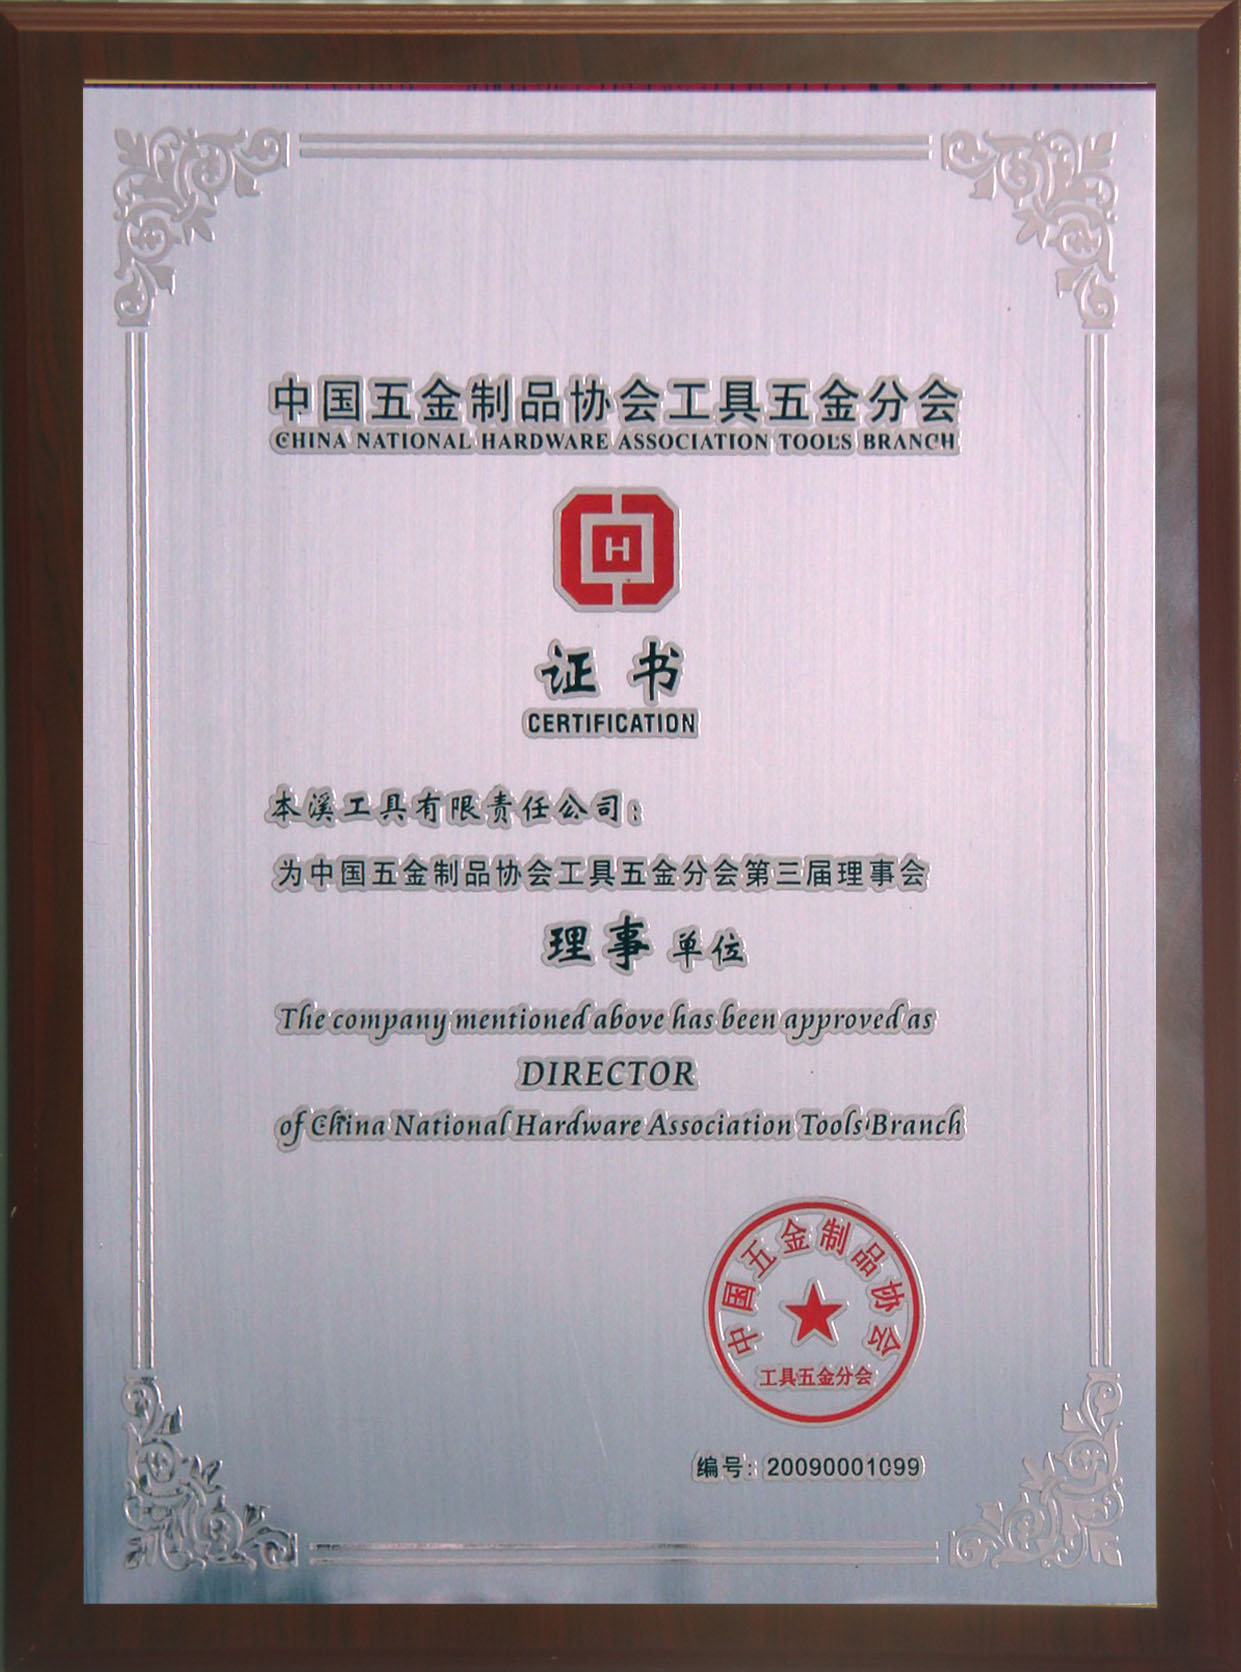 中国五金制品协会工具五金分会
CHINA NATIONAL HARDWARE ASSOCIATION TOOLS BRANCH
H
证书
CERTIFICATION
本溪工具有限责任公司:
为中国五金制品协会工具五金分会第三届理事会
理事单位
The company mentioned above has been approved as
DIRECTOR
of China National Hardware Association Tools Branch
中国五金制品协会
工具五金分会
编号: 20090001099